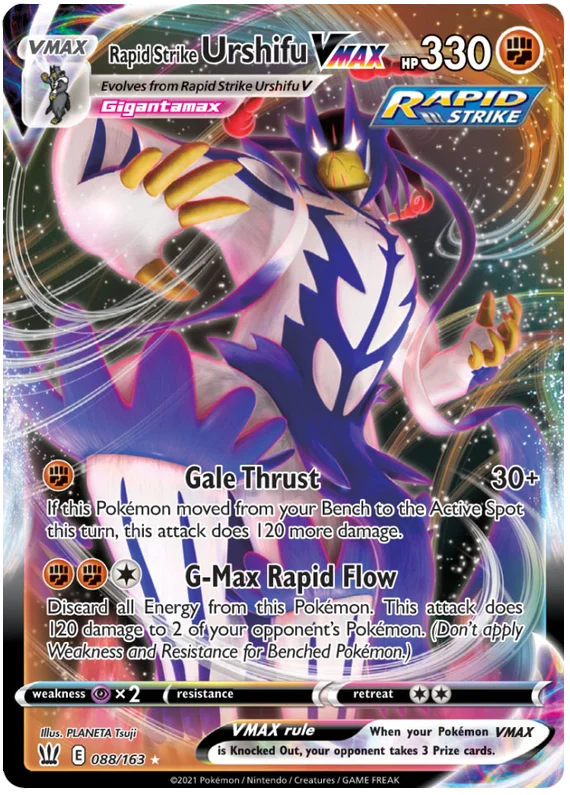 VMAX
Rapid Strike Urshifu VMAX HP 330
Evolves from Rapid Strike Urshifu V
Gigantamax
RAPID
STRIKE
Gale Thrust 30+
If this Pokémon moved from your Bench to the Active Spot
this turn, this attack does 120 more damage.
G-Max Rapid Flow
Discard all Energy from this Pokémon. This attack does
120 damage to 2 of your opponent's Pokémon. (Don't apply
Weakness and Resistance for Benched Pokémon.)
weakness ×2 resistance retreat
Illus. PLANETA Tsuji
VMAX rule When your Pokémon VMAX
is Knocked Out, your opponent takes 3 Prize cards.
E 088/163
©2021 Pokémon / Nintendo / Creatures / GAME FREAK